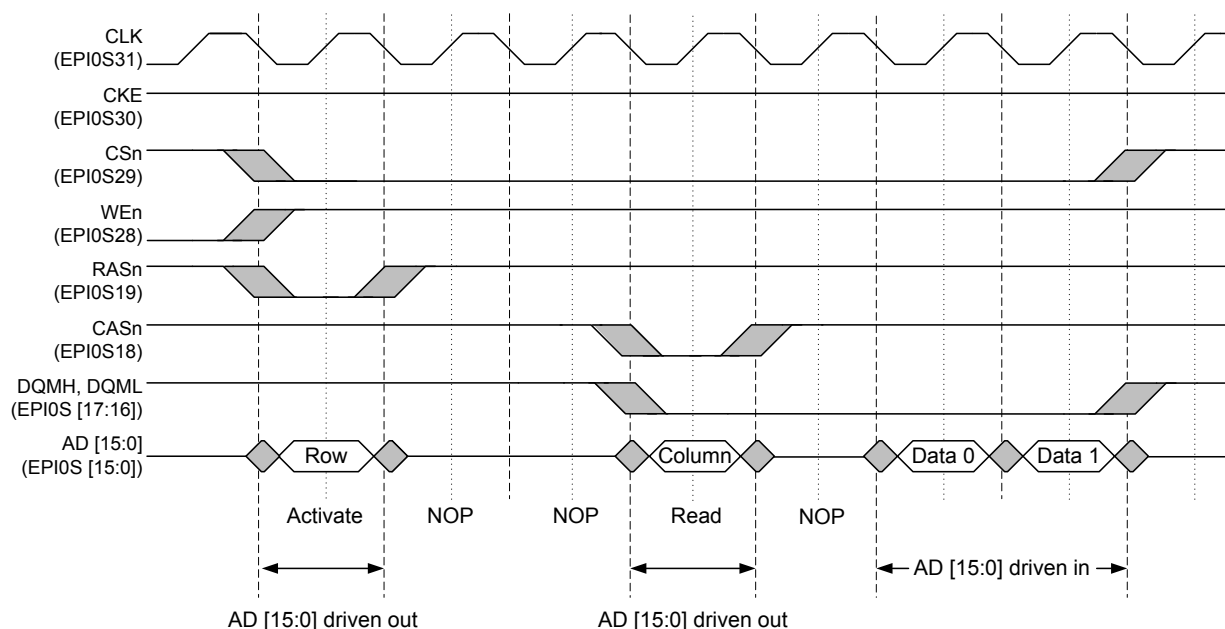 CLK
(EPI0S31)
CKE
(EPI0S30)
CSn
(EPI0S29)
WEn
(EPI0S28)
RASn
(EPI0S19)
CASn
(EPI0S18)
DQMH, DQML
(EPI0S [17:16])
AD [15:0]
(EPI0S [15:0])
Row
Column
Data 0
Data 1
Activate
NOP
NOP
Read
NOP
AD [15:0] driven in
AD [15:0] driven out
AD [15:0] driven out